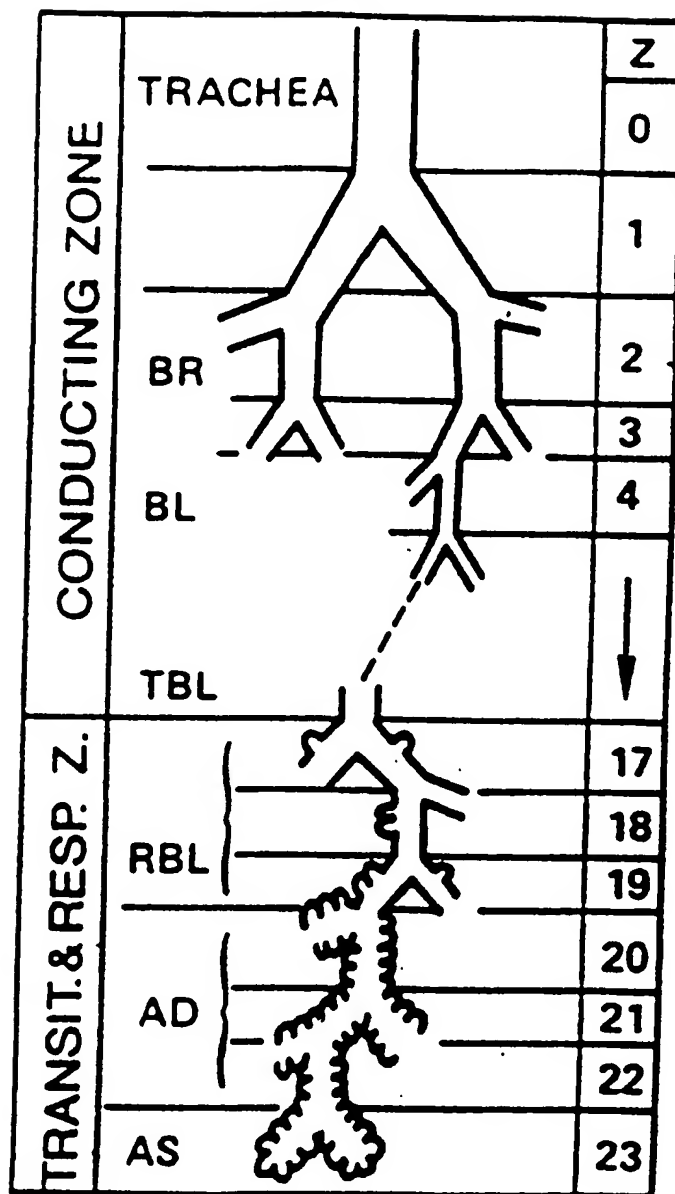 Z
TRACHEA
0
1
BR
2
3
BL
4
TBL
CONDUCTING ZONE
17
18
RBL
19
20
AD
21
22
AS
23
TRANSIT. & RESP. Z.